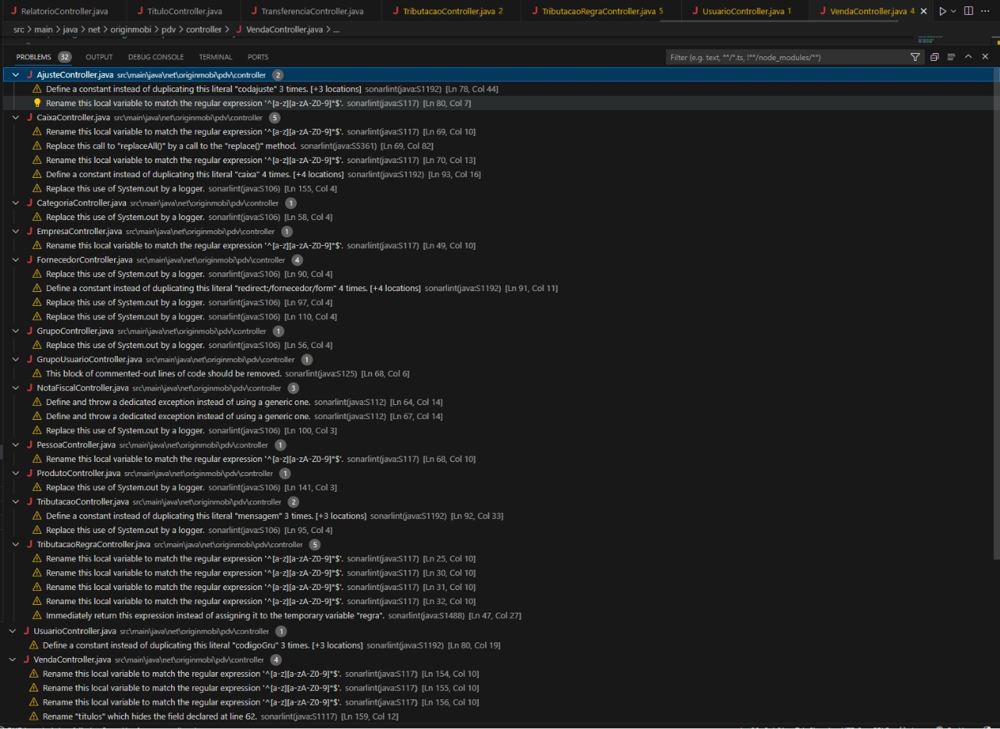 RelatorioController.java TituloController.java TransferenciaController.java TributacaoController.java 2 TributacaoRegraController.java 5 UsuarioController.java 1 VendaController.java 4
src > main > java > net > originmobi > pdv > controller > VendaController.java > ...
PROBLEMS 32 OUTPUT DEBUG CONSOLE TERMINAL PORTS Filter (e.g. text, **/*.ts, !**/node_modules/**)
AjusteController.java src\main\java\net\originmobi\pdv\controller 2
Define a constant instead of duplicating this literal "codajuste" 3 times. [+3 locations] sonarlint(java:S1192) [Ln 78, Col 44]
Rename this local variable to match the regular expression '^[a-z][a-zA-Z0-9]*$'. sonarlint(java:S117) [Ln 80, Col 7]
CaixaController.java src\main\java\net\originmobi\pdv\controller 5
Rename this local variable to match the regular expression '^[a-z][a-zA-Z0-9]*$'. sonarlint(java:S117) [Ln 69, Col 10]
Replace this call to "replaceAll()" by a call to the "replace()" method. sonarlint(java:S5361) [Ln 69, Col 82]
Rename this local variable to match the regular expression '^[a-z][a-zA-Z0-9]*$'. sonarlint(java:S117) [Ln 70, Col 13]
Define a constant instead of duplicating this literal "caixa" 4 times. [+4 locations] sonarlint(java:S1192) [Ln 93, Col 16]
Replace this use of System.out by a logger. sonarlint(java:S106) [Ln 155, Col 4]
CategoriaController.java src\main\java\net\originmobi\pdv\controller 1
Replace this use of System.out by a logger. sonarlint(java:S106) [Ln 58, Col 4]
EmpresaController.java src\main\java\net\originmobi\pdv\controller 1
Rename this local variable to match the regular expression '^[a-z][a-zA-Z0-9]*$'. sonarlint(java:S117) [Ln 49, Col 10]
FornecedorController.java src\main\java\net\originmobi\pdv\controller 4
Replace this use of System.out by a logger. sonarlint(java:S106) [Ln 90, Col 4]
Define a constant instead of duplicating this literal "redirect:/fornecedor/form" 4 times. [+4 locations] sonarlint(java:S1192) [Ln 91, Col 11]
Replace this use of System.out by a logger. sonarlint(java:S106) [Ln 97, Col 4]
Replace this use of System.out by a logger. sonarlint(java:S106) [Ln 110, Col 4]
GrupoController.java src\main\java\net\originmobi\pdv\controller 1
Replace this use of System.out by a logger. sonarlint(java:S106) [Ln 56, Col 4]
GrupoUsuarioController.java src\main\java\net\originmobi\pdv\controller 1
This block of commented-out lines of code should be removed. sonarlint(java:S125) [Ln 68, Col 6]
NotaFiscalController.java src\main\java\net\originmobi\pdv\controller 3
Define and throw a dedicated exception instead of using a generic one. sonarlint(java:S112) [Ln 64, Col 14]
Define and throw a dedicated exception instead of using a generic one. sonarlint(java:S112) [Ln 67, Col 14]
Replace this use of System.out by a logger. sonarlint(java:S106) [Ln 100, Col 3]
PessoaController.java src\main\java\net\originmobi\pdv\controller 1
Rename this local variable to match the regular expression '^[a-z][a-zA-Z0-9]*$'. sonarlint(java:S117) [Ln 68, Col 10]
ProdutoController.java src\main\java\net\originmobi\pdv\controller 1
Replace this use of System.out by a logger. sonarlint(java:S106) [Ln 141, Col 3]
TributacaoController.java src\main\java\net\originmobi\pdv\controller 2
Define a constant instead of duplicating this literal "mensagem" 3 times. [+3 locations] sonarlint(java:S1192) [Ln 92, Col 33]
Replace this use of System.out by a logger. sonarlint(java:S106) [Ln 95, Col 4]
TributacaoRegraController.java src\main\java\net\originmobi\pdv\controller 5
Rename this local variable to match the regular expression '^[a-z][a-zA-Z0-9]*$'. sonarlint(java:S117) [Ln 25, Col 10]
Rename this local variable to match the regular expression '^[a-z][a-zA-Z0-9]*$'. sonarlint(java:S117) [Ln 30, Col 10]
Rename this local variable to match the regular expression '^[a-z][a-zA-Z0-9]*$'. sonarlint(java:S117) [Ln 31, Col 10]
Rename this local variable to match the regular expression '^[a-z][a-zA-Z0-9]*$'. sonarlint(java:S117) [Ln 32, Col 10]
Immediately return this expression instead of assigning it to the temporary variable "regra". sonarlint(java:S1488) [Ln 47, Col 27]
UsuarioController.java src\main\java\net\originmobi\pdv\controller 1
Define a constant instead of duplicating this literal "codigoGru" 3 times. [+3 locations] sonarlint(java:S1192) [Ln 80, Col 19]
VendaController.java src\main\java\net\originmobi\pdv\controller 4
Rename this local variable to match the regular expression '^[a-z][a-zA-Z0-9]*$'. sonarlint(java:S117) [Ln 154, Col 10]
Rename this local variable to match the regular expression '^[a-z][a-zA-Z0-9]*$'. sonarlint(java:S117) [Ln 155, Col 10]
Rename this local variable to match the regular expression '^[a-z][a-zA-Z0-9]*$'. sonarlint(java:S117) [Ln 156, Col 10]
Rename "titulos" which hides the field declared at line 62. sonarlint(java:S1117) [Ln 159, Col 12]